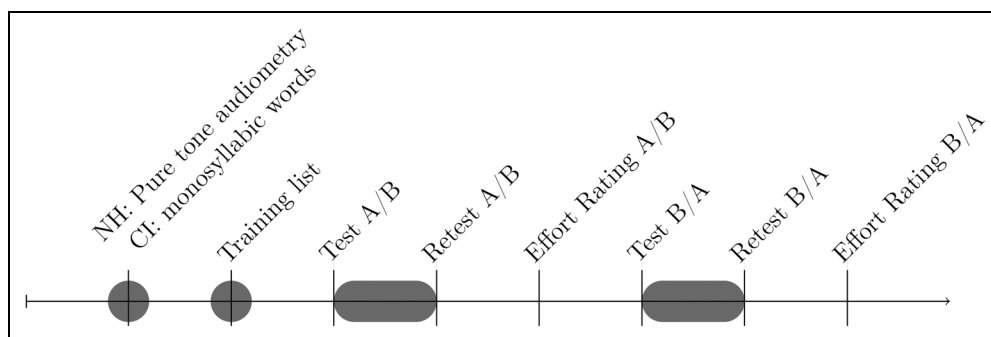 NH: Pure tone audiometry
CI: monosyllabic words
Training list
Test A/B
Retest A/B
Effort Rating A/B
Test B/A
Retest B/A
Effort Rating B/A